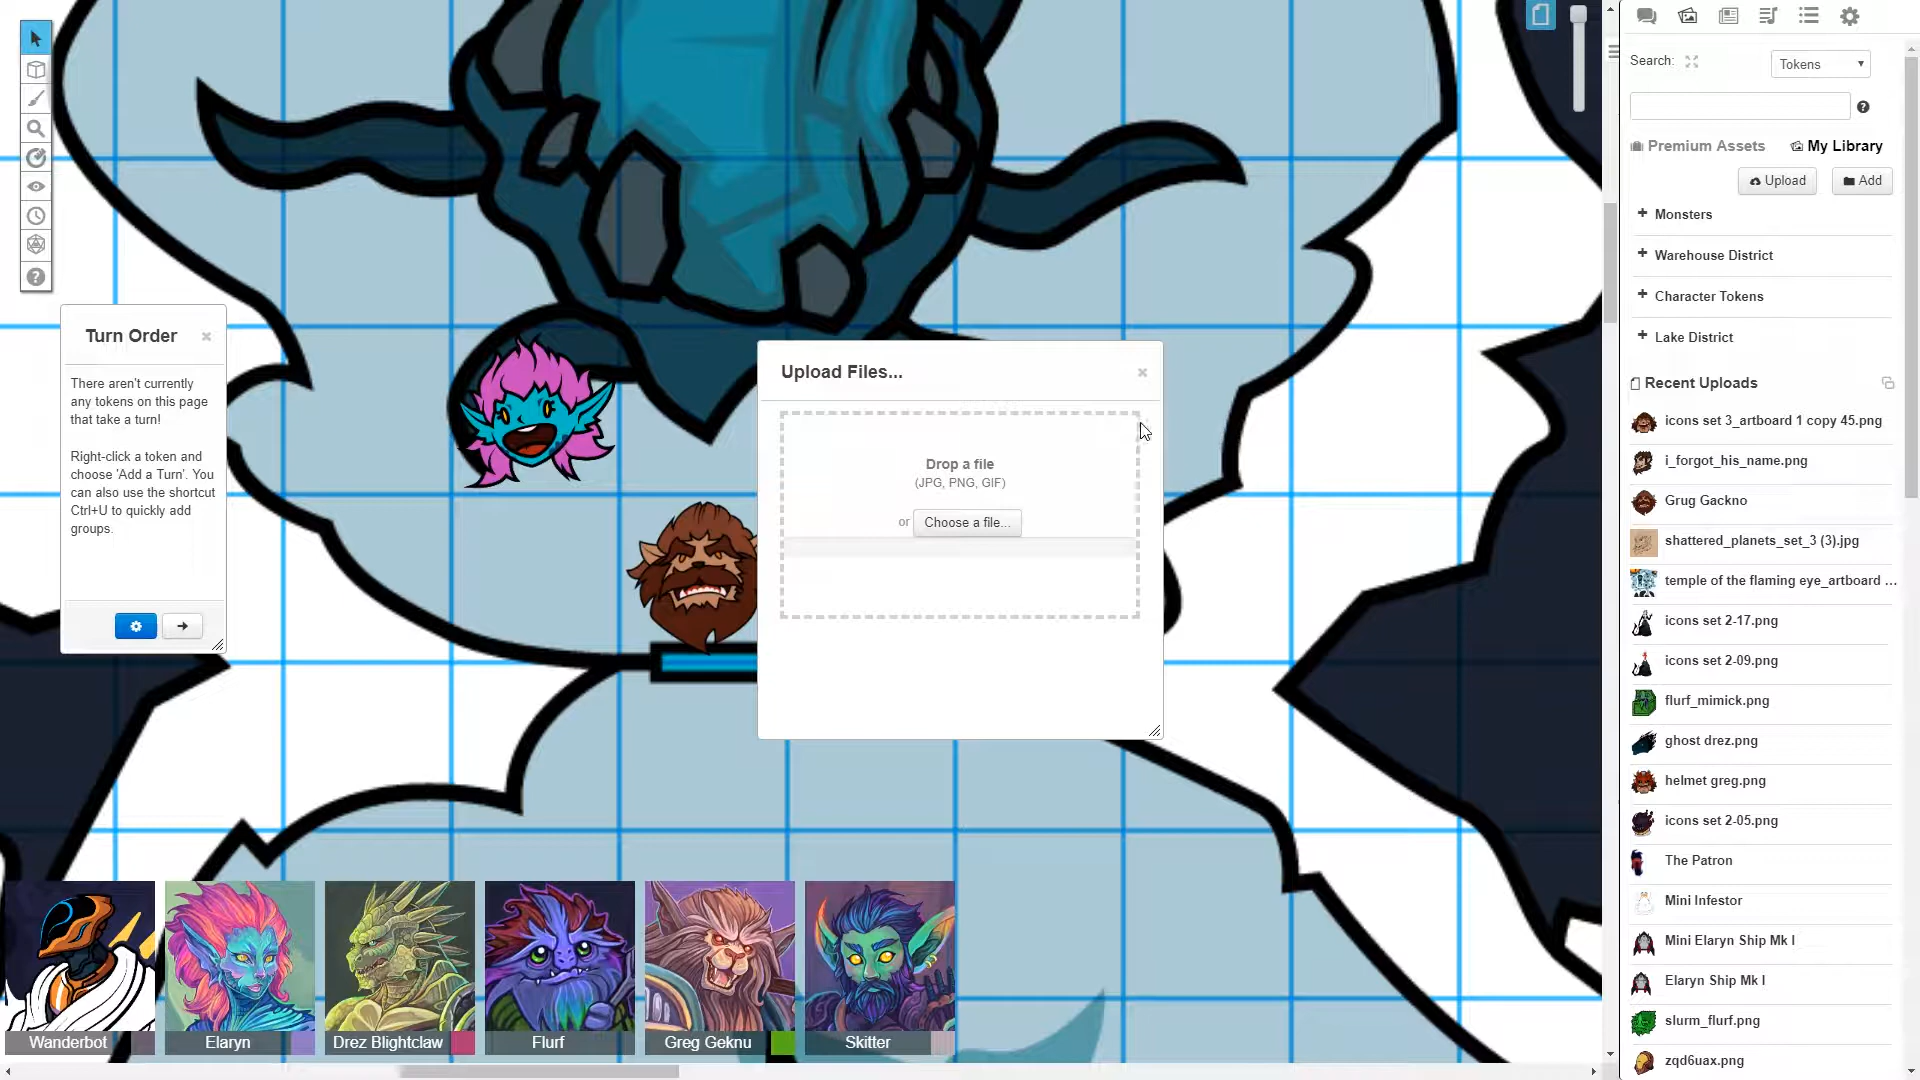 Search:
Tokens
Premium Assets
My Library
Upload
Add
Monsters
Warehouse District
Character Tokens
Lake District
Recent Uploads
icons set 3_artboard 1 copy 45.png
i_forgot_his_name.png
Grug Gackno
shattered_planets_set_3 (3).jpg
temple of the flaming eye_artboard ...
icons set 2-17.png
icons set 2-09.png
flurf_mimick.png
ghost drez.png
helmet greg.png
icons set 2-05.png
The Patron
Mini Infestor
Mini Elaryn Ship Mk I
Elaryn Ship Mk I
slurm_flurf.png
zqd6uax.png
Turn Order
There aren't currently
any tokens on this page
that take a turn!
Right-click a token and
choose 'Add a Turn'. You
can also use the shortcut
Ctrl+U to quickly add
groups.
Upload Files...
Drop a file
(JPG, PNG, GIF)
or Choose a file...
Wanderbot
Elaryn
Drez Blightclaw
Flurf
Greg Geknu
Skitter